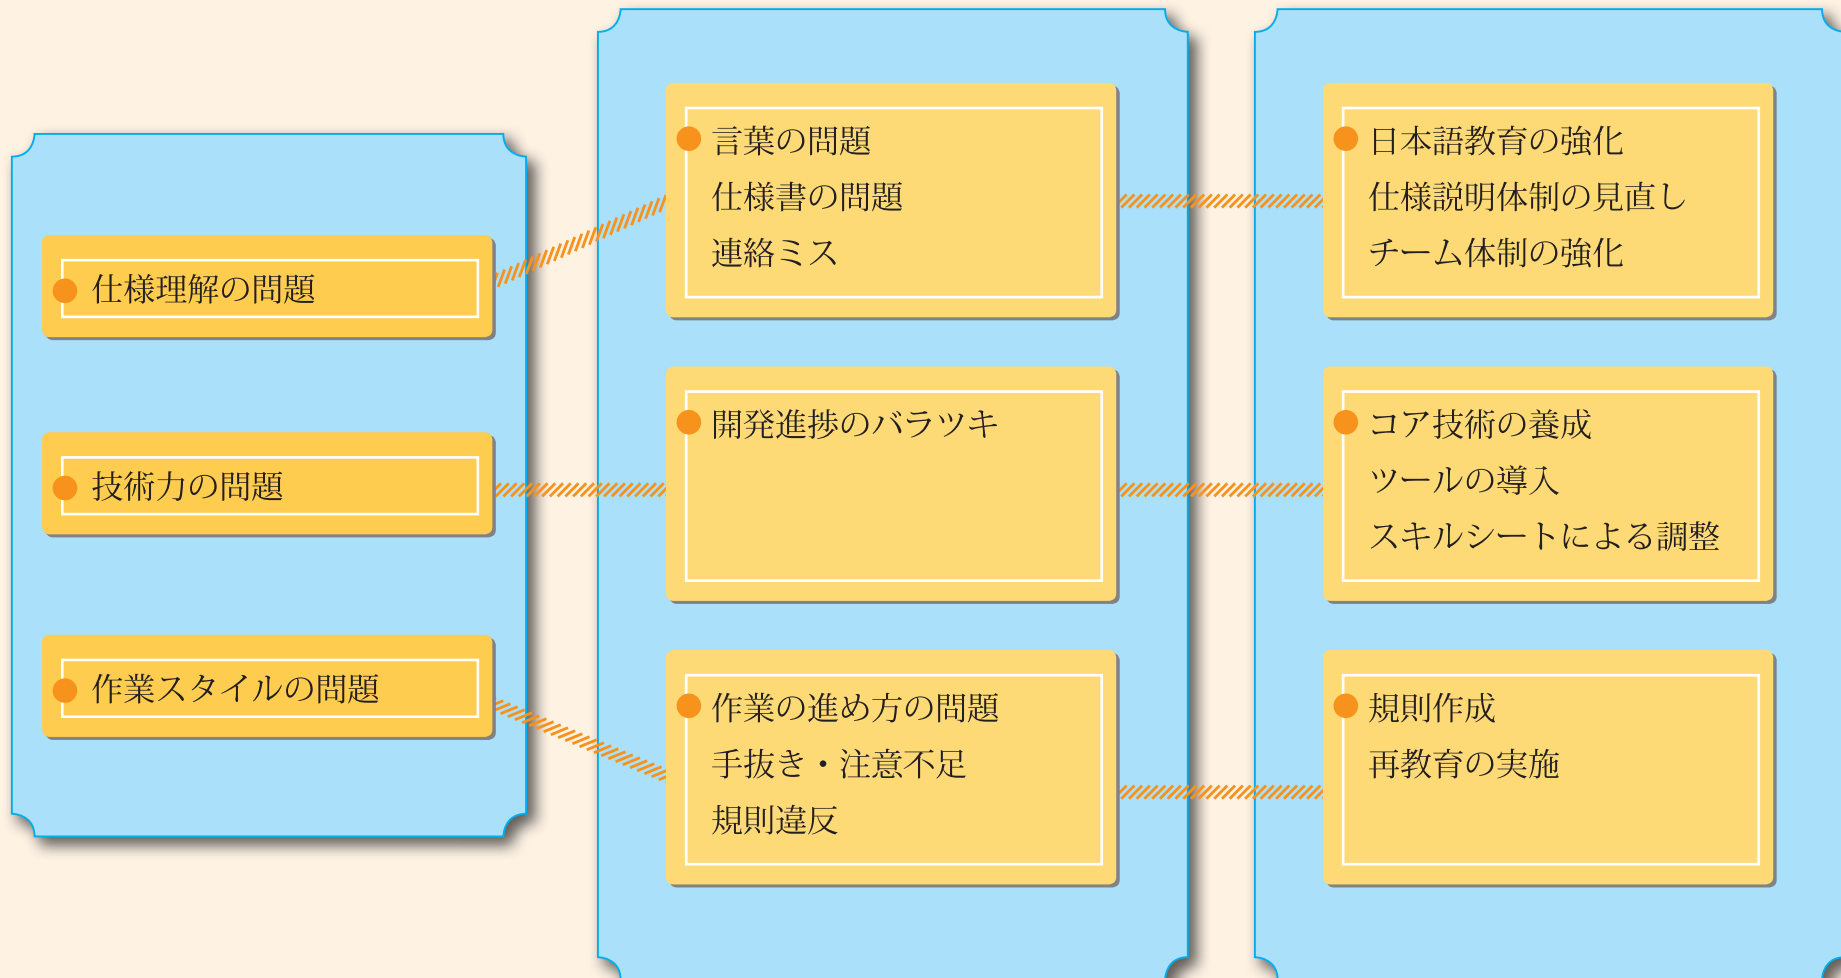 仕様理解の問題
技術力の問題
作業スタイルの問題
言葉の問題
仕様書の問題
連絡ミス
開発進捗のバラツキ
作業の進め方の問題
手抜き・注意不足
規則違反
日本語教育の強化
仕様説明体制の見直し
チーム体制の強化
コア技術の養成
ツールの導入
スキルシートによる調整
規則作成
再教育の実施